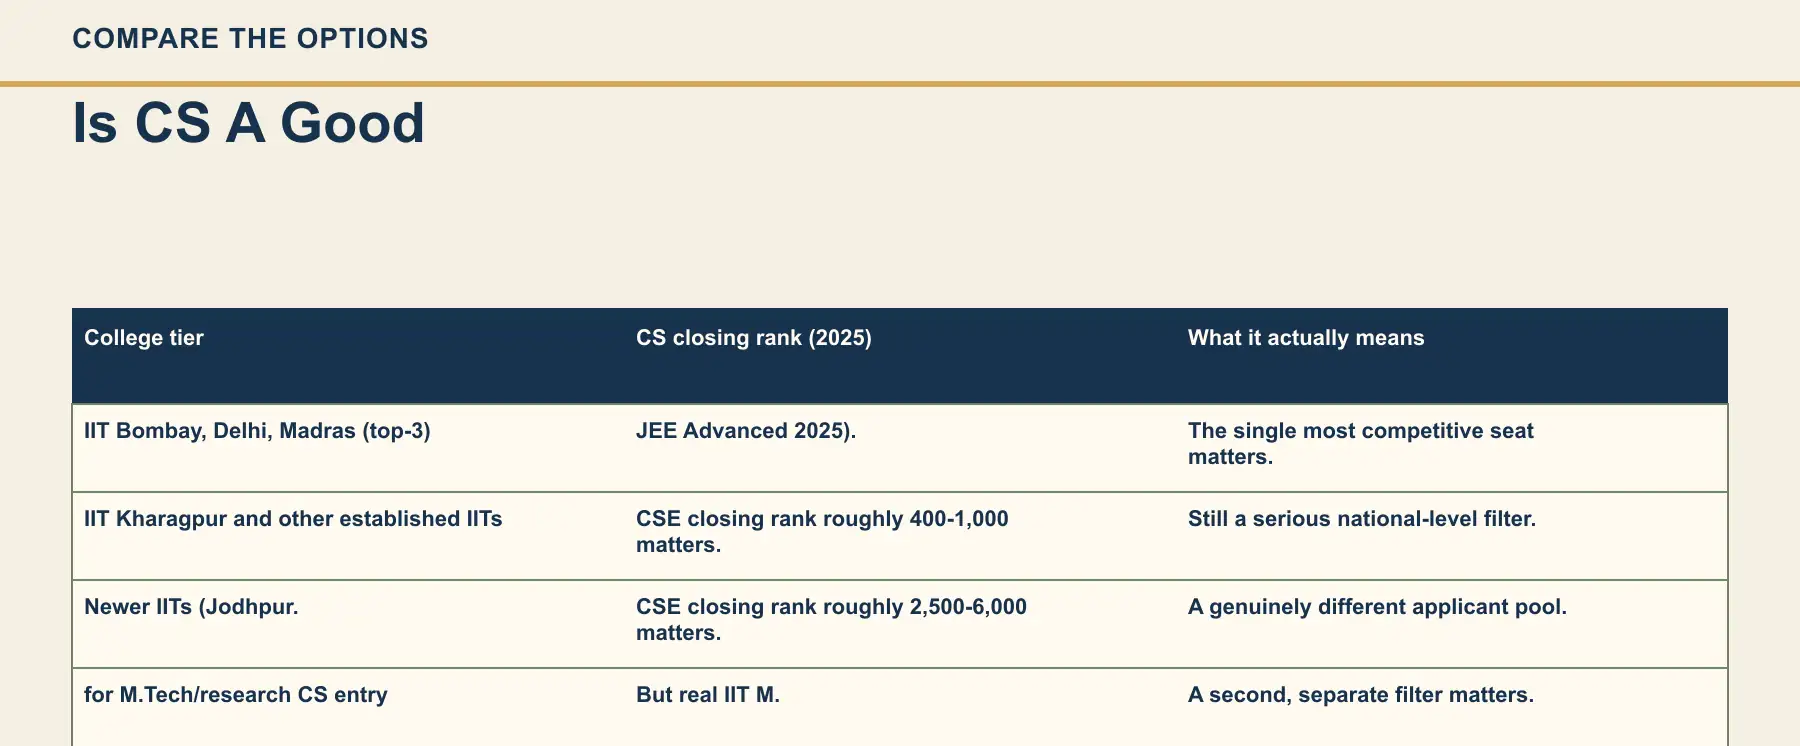 COMPARE THE OPTIONS
Is CS A Good
College tier
CS closing rank (2025)
What it actually means
IIT Bombay, Delhi, Madras (top-3)
JEE Advanced 2025).
The single most competitive seat
matters.
IIT Kharagpur and other established IITs
CSE closing rank roughly 400-1,000
matters.
Still a serious national-level filter.
Newer IITs (Jodhpur.
CSE closing rank roughly 2,500-6,000
matters.
A genuinely different applicant pool.
for M.Tech/research CS entry
But real IIT M.
A second, separate filter matters.